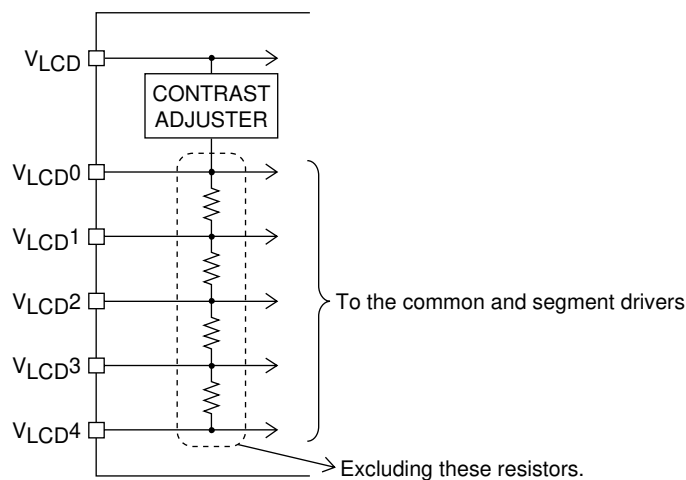 VLCD
CONTRAST
ADJUSTER
VLCD0
VLCD1
VLCD2
To the common and segment drivers
VLCD3
VLCD4
Excluding these resistors.